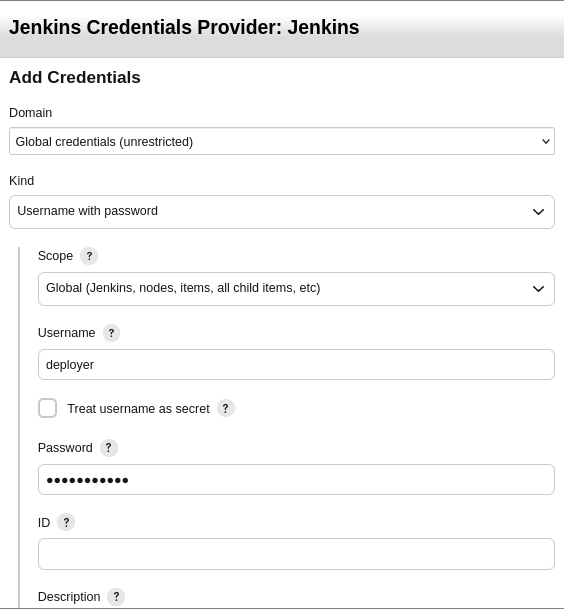 Jenkins Credentials Provider: Jenkins
Add Credentials
Domain
Global credentials (unrestricted)
Kind
Username with password
Scope ?
Global (Jenkins, nodes, items, all child items, etc)
Username ?
deployer
Treat username as secret ?
Password ?
●●●●●●●●●●●
ID ?
Description ?